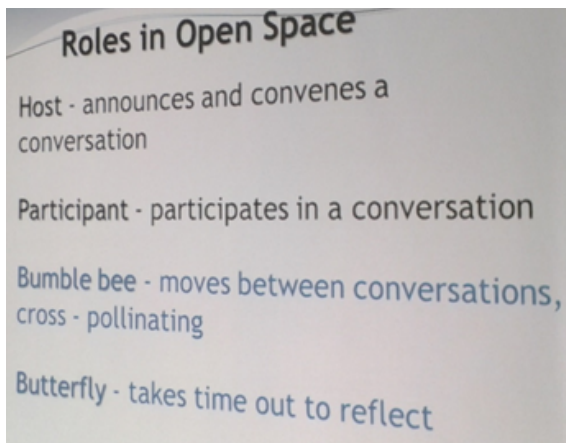 Roles in Open Space
Host - announces and convenes a
conversation
Participant - participates in a conversation
Bumble bee - moves between conversations,
cross - pollinating
Butterfly - takes time out to reflect